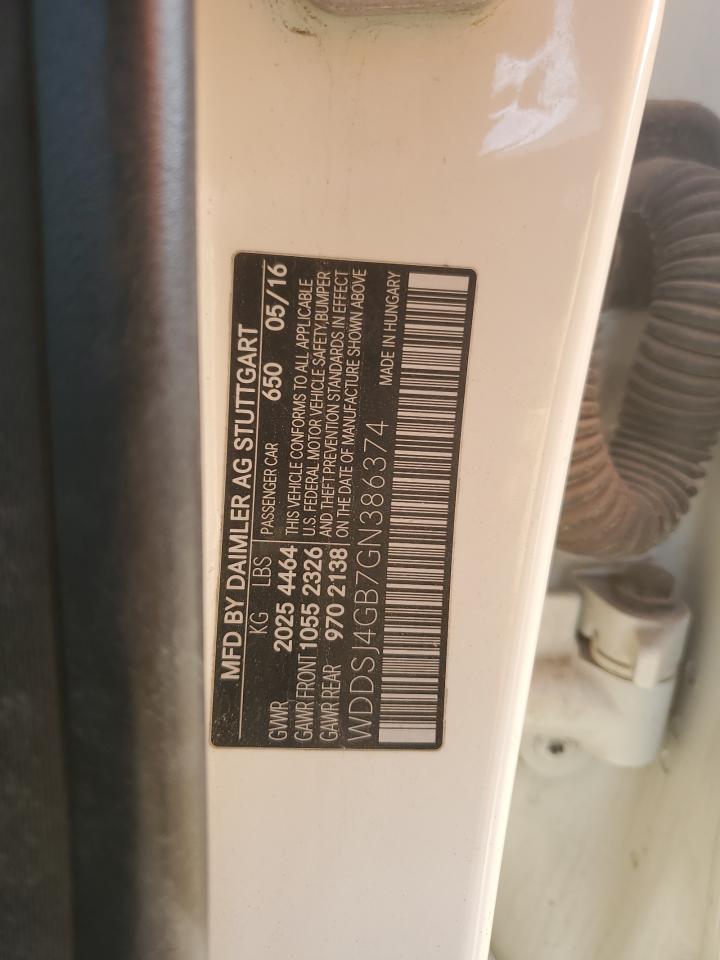 MFD BY DAIMLER AG STUTTGART
KG LBS PASSENGER CAR 650 05/16
GWR 2025 4464 THIS VEHICLE CONFORMS TO ALL APPLICABLE
GAWR FRONT 1055 2326 U.S. FEDERAL MOTOR VEHICLE SAFETY,BUMPER
GAWR REAR 970 2138 AND THEFT PREVENTION STANDARDS IN EFFECT
ON THE DATE OF MANUFACTURE SHOWN ABOVE
WDDSJ4GB7GN386374 MADE IN HUNGARY